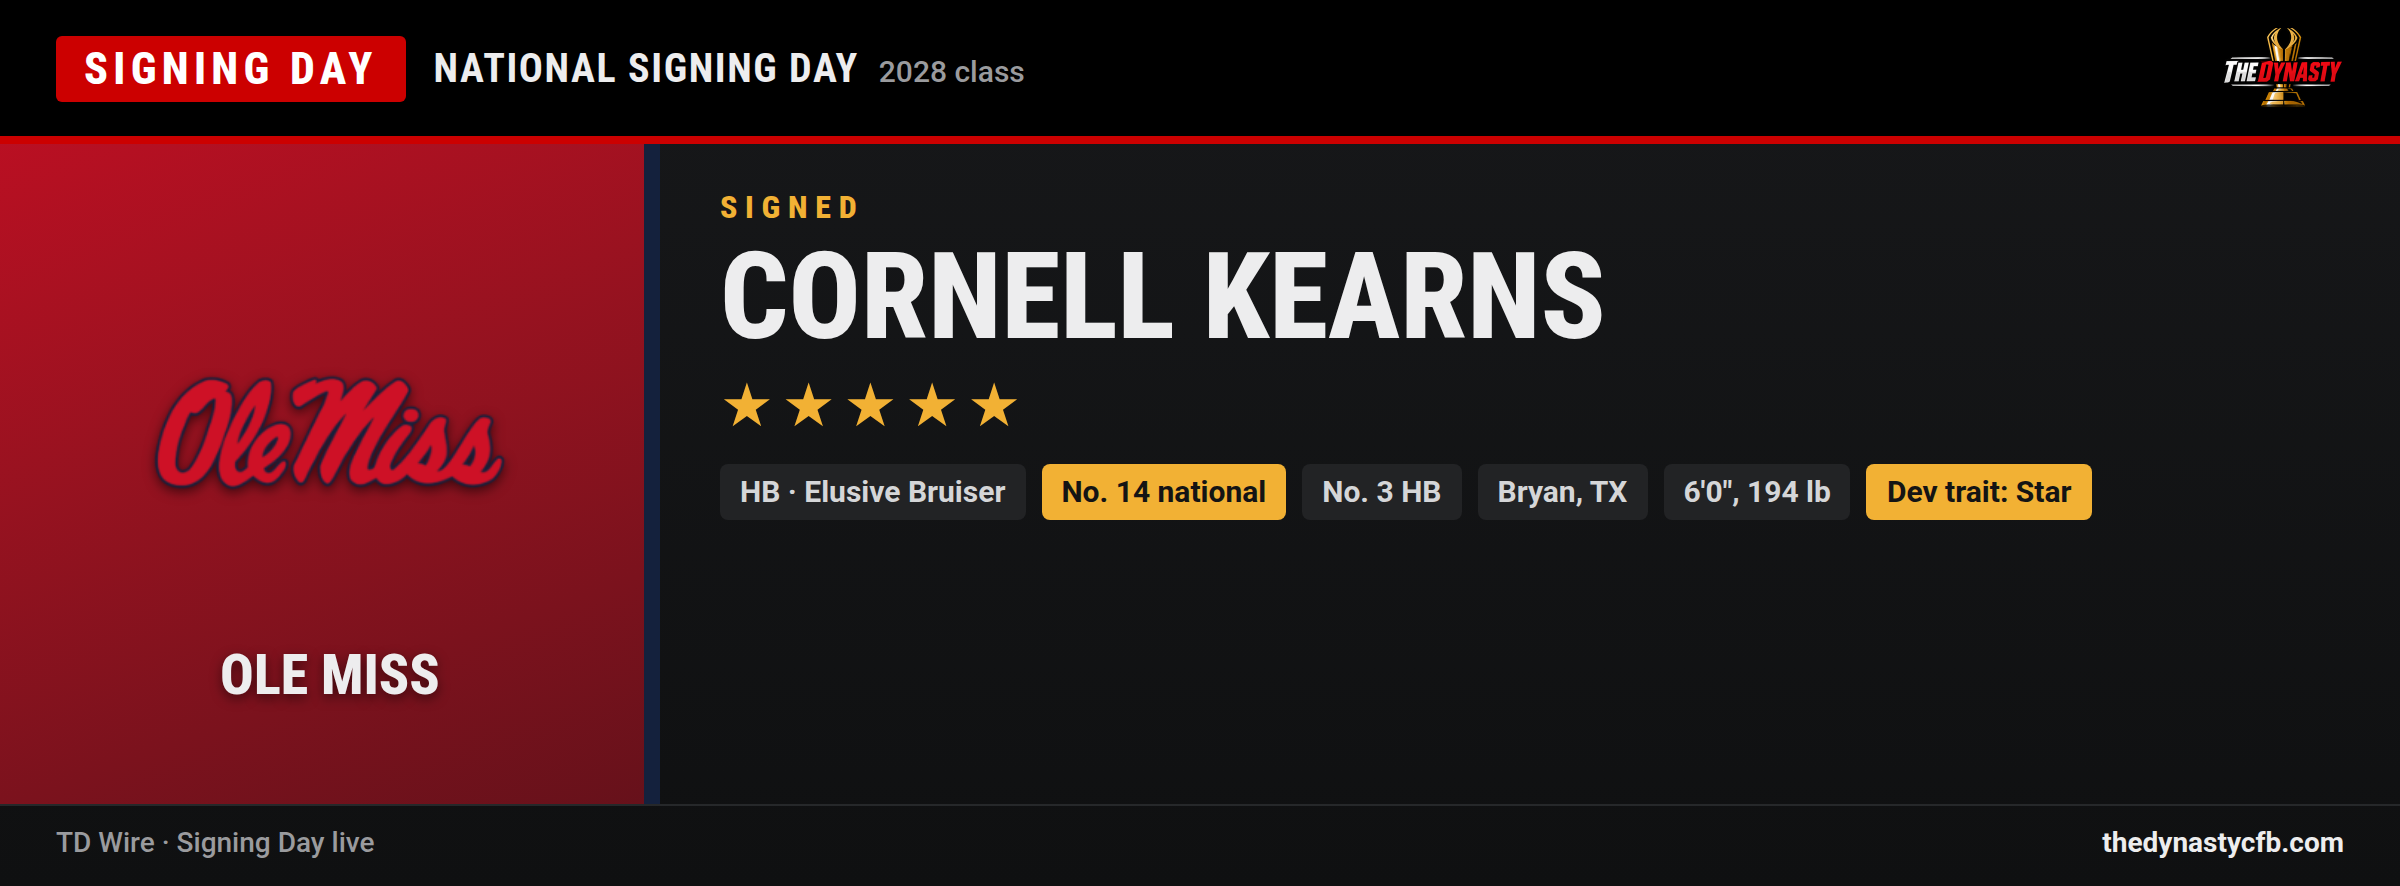 SIGNING DAY NATIONAL SIGNING DAY 2028 class
THE DYNASTY
Ole Miss
OLE MISS
SIGNED
CORNELL KEARNS
★★★★★
HB · Elusive Bruiser No. 14 national No. 3 HB Bryan, TX 6'0", 194 lb Dev trait: Star
TD Wire · Signing Day live thedynastycfb.com